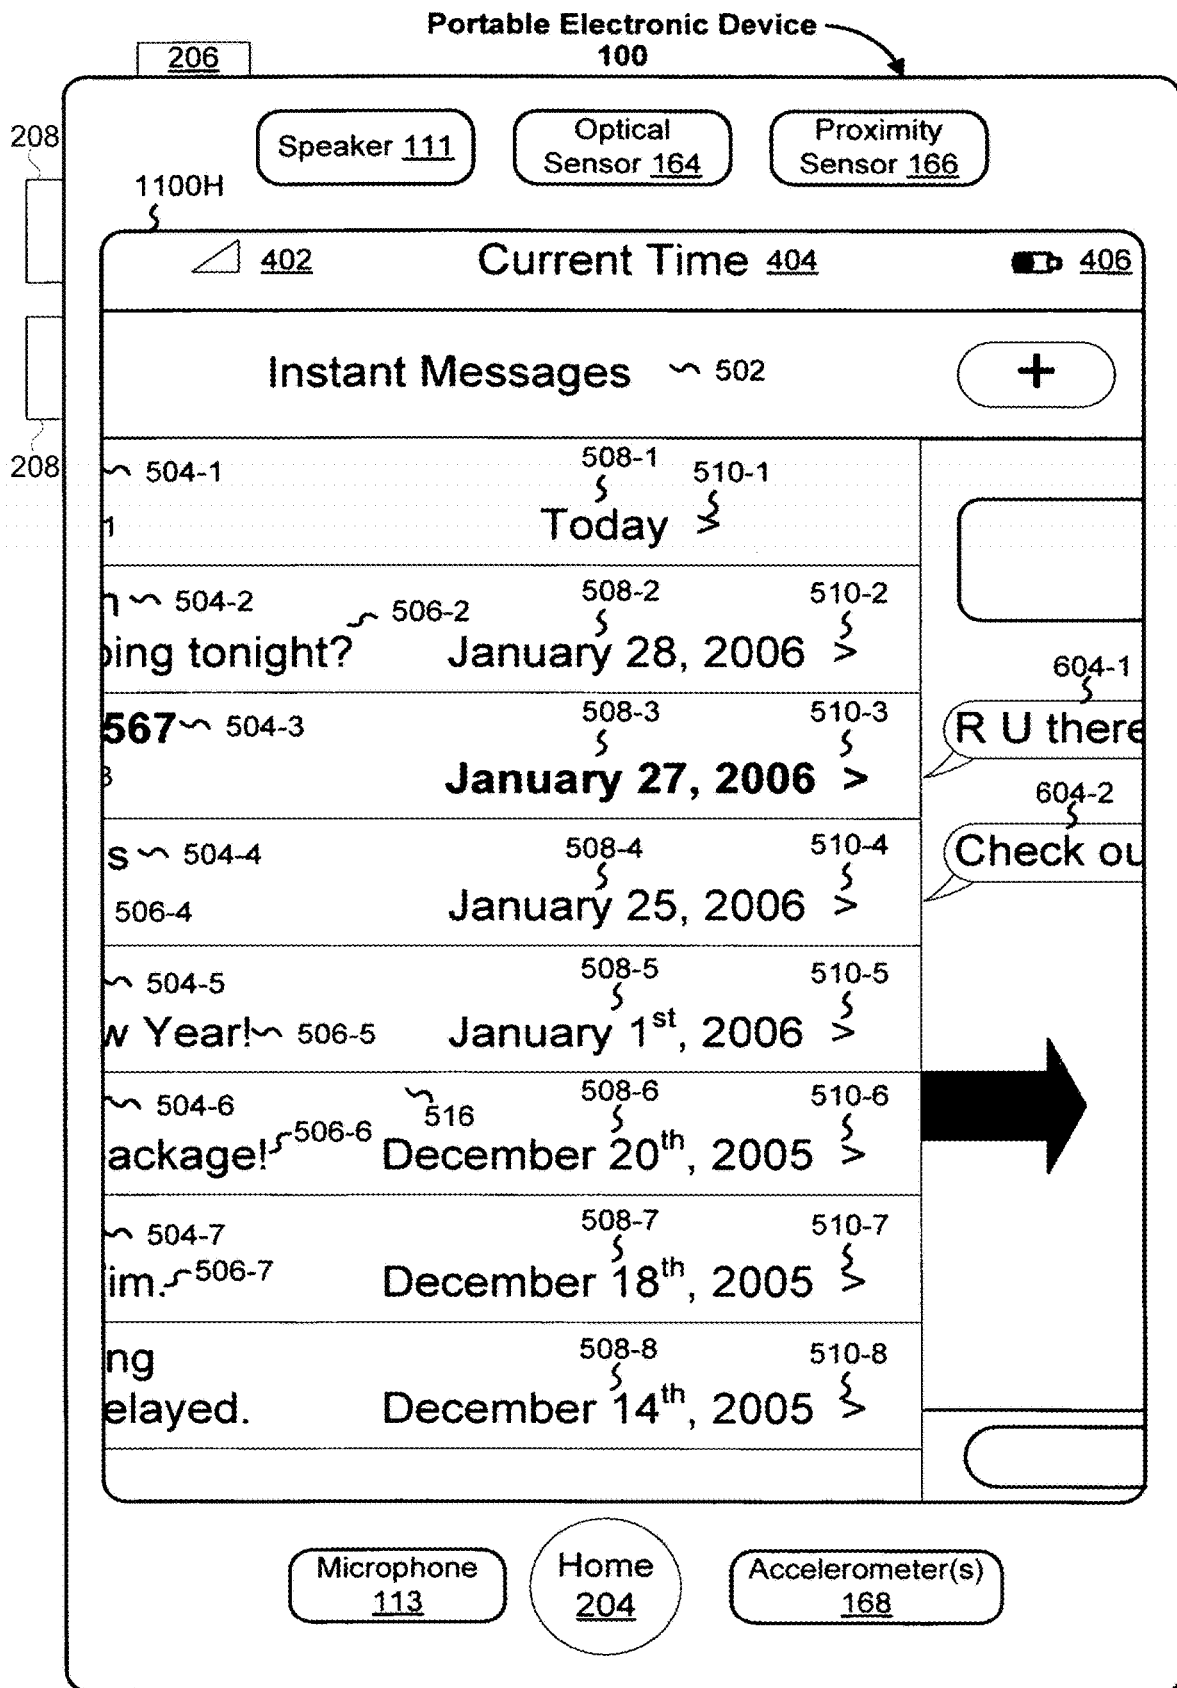 Portable Electronic Device
100
206
208
Speaker 111
Optical
Sensor 164
Proximity
Sensor 166
1100H
402
Current Time 404
406
Instant Messages
502
+
208
504-1
508-1
510-1
1
Today >
n
504-2
506-2
508-2
510-2
ping tonight?
January 28, 2006 >
604-1
567
504-3
508-3
510-3
R U there
3
January 27, 2006 >
604-2
s
504-4
508-4
510-4
Check ou
506-4
January 25, 2006 >
504-5
508-5
510-5
w Year!
506-5
January 1st, 2006 >
504-6
516
508-6
510-6
ackage!
506-6
December 20th, 2005 >
504-7
508-7
510-7
im.
506-7
December 18th, 2005 >
ng
508-8
510-8
elayed.
December 14th, 2005 >
Microphone
113
Home
204
Accelerometer(s)
168